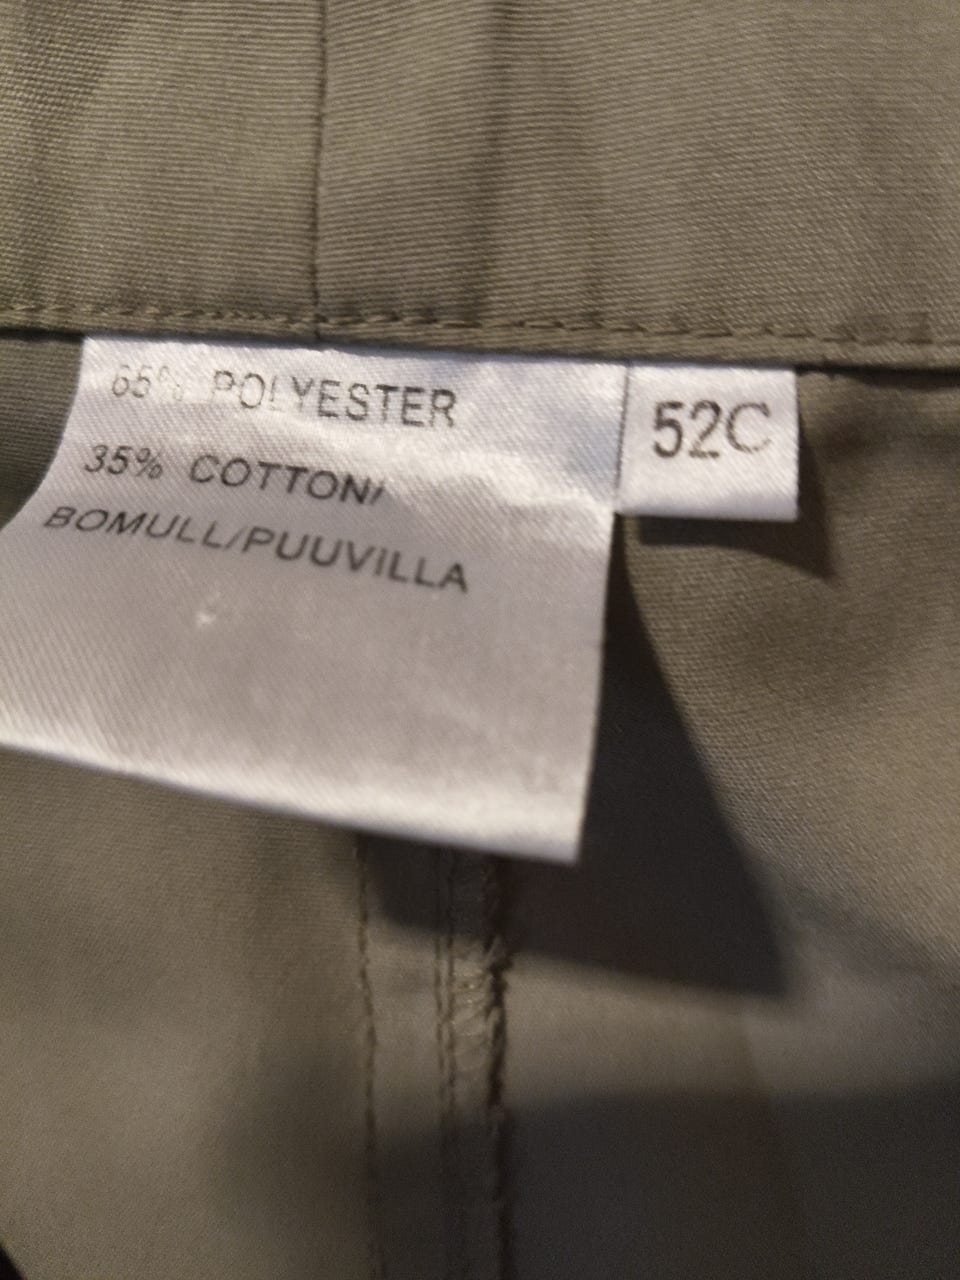 65% POLYESTER
35% COTTON/
BOMULL/PUUVILLA
52C